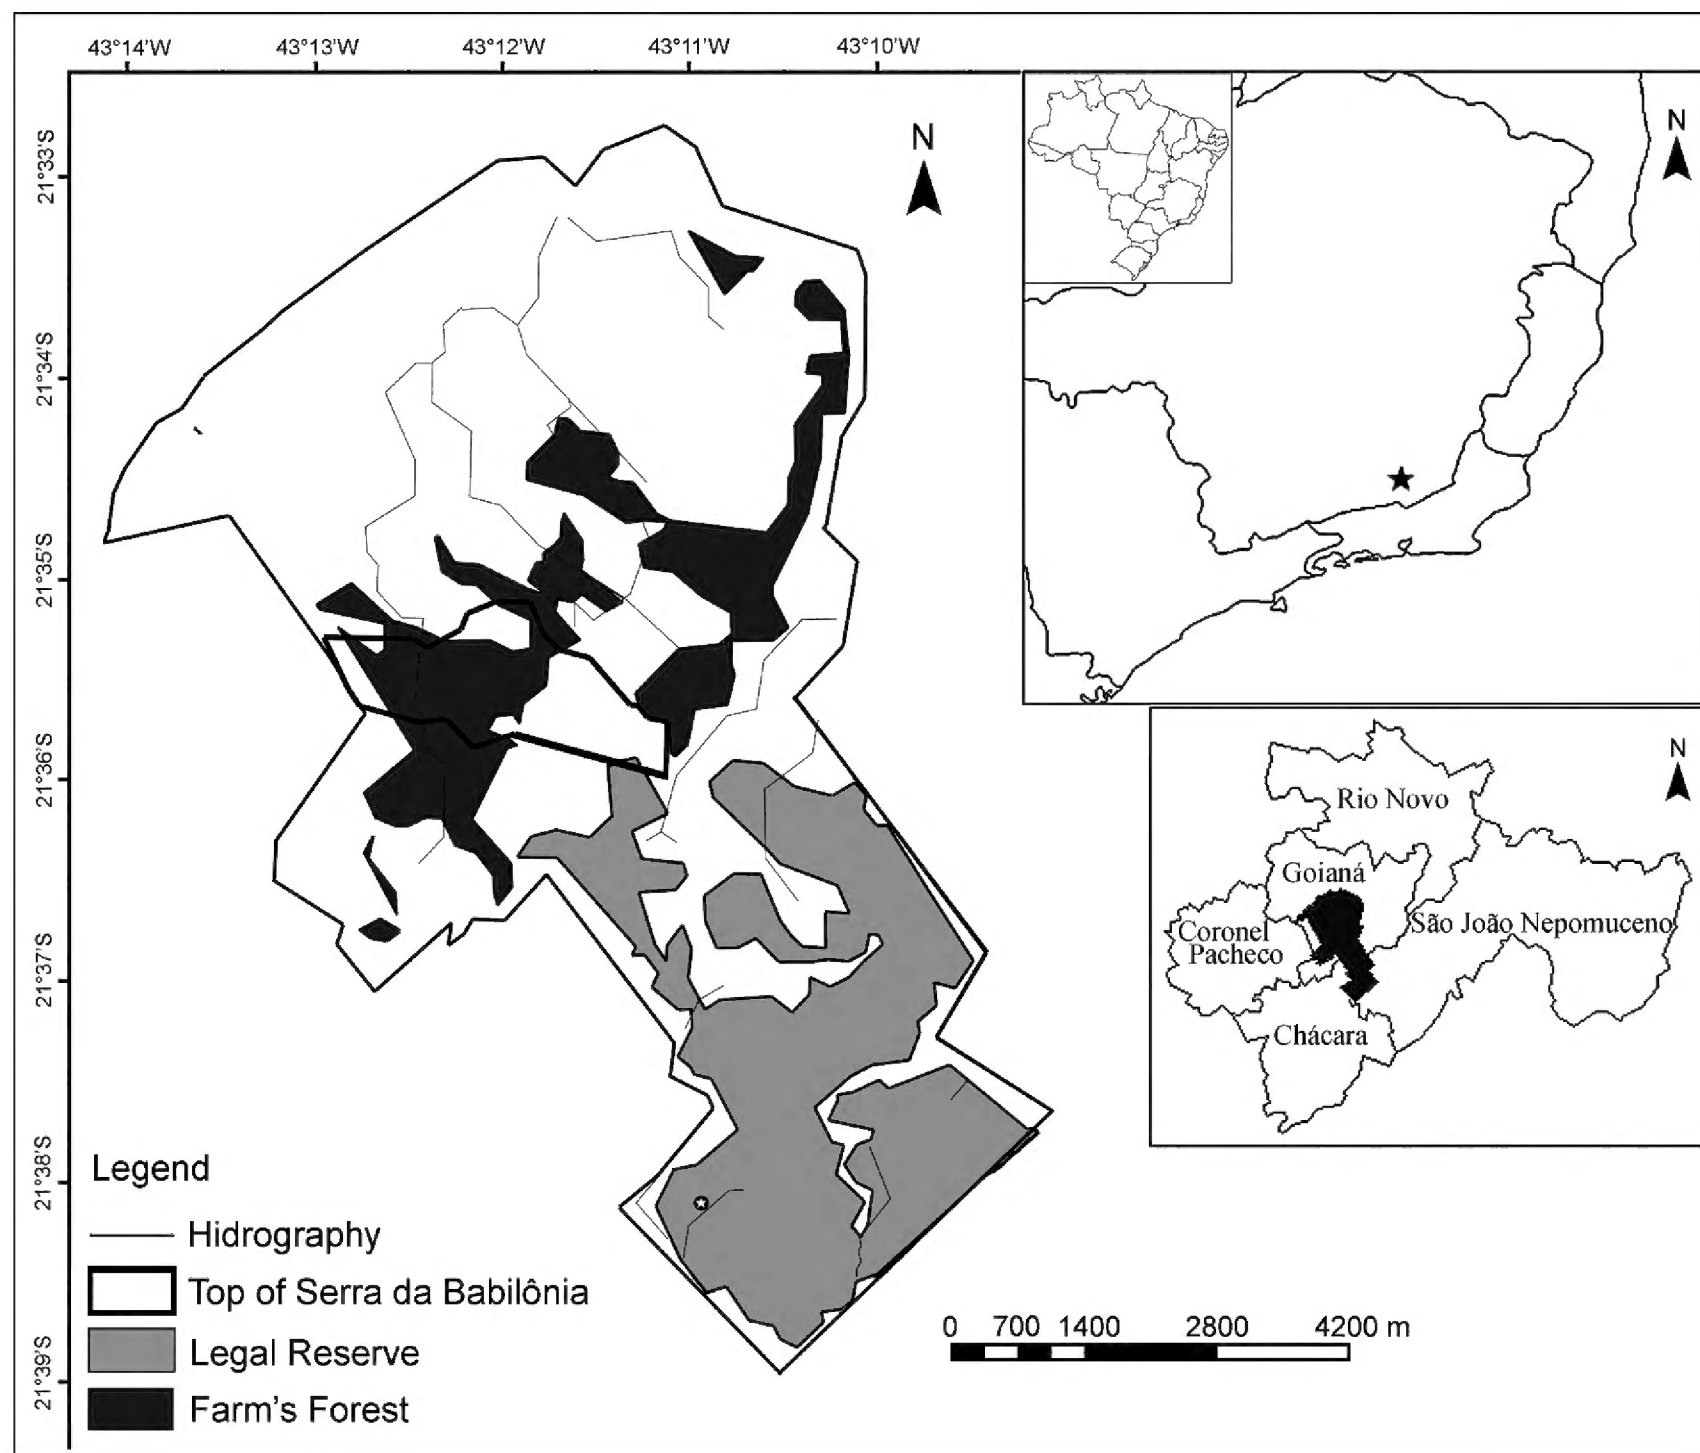 43°14'W 43°13'W 43°12'W 43°11'W 43°10'W
21°33'S
21°34'S
21°35'S
21°36'S
21°37'S
21°38'S
21°39'S
N
N
N
Rio Novo
Goianá
São João Nepomuceno
Coronel
Pacheco
Chácara
Legend
Hidrography
Top of Serra da Babilônia
Legal Reserve
Farm's Forest
0 700 1400 2800 4200 m